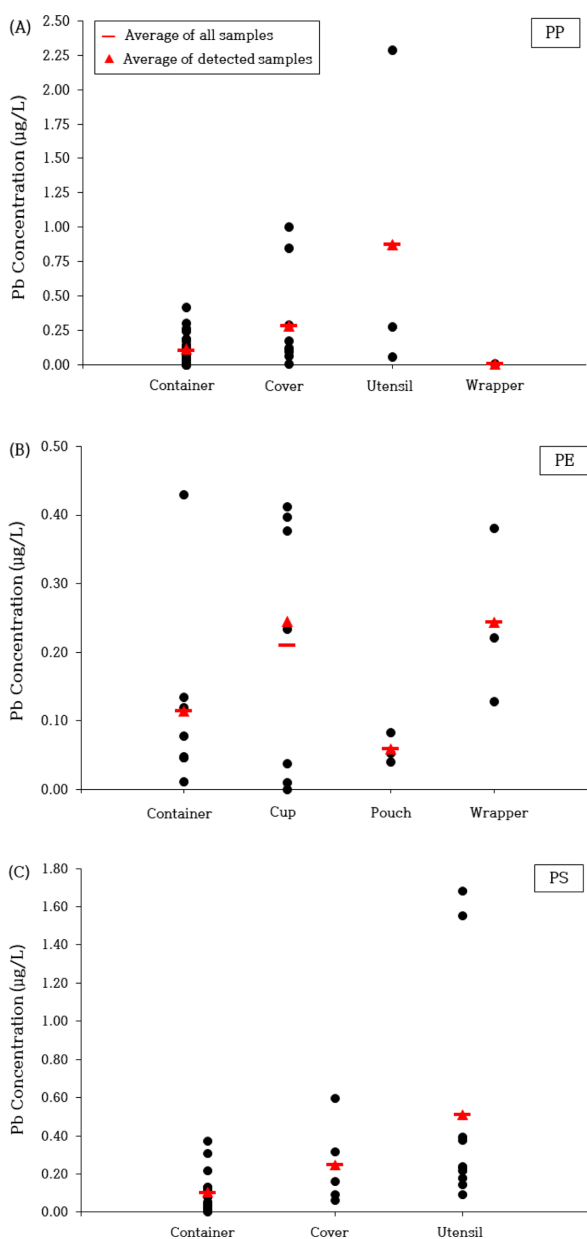 (A)
PP
Average of all samples
Average of detected samples
Pb Concentration (µg/L)
2.50
2.25
2.00
1.75
1.50
1.25
1.00
0.75
0.50
0.25
0.00
Container Cover Utensil Wrapper
(B)
PE
Pb Concentration (µg/L)
0.50
0.40
0.30
0.20
0.10
0.00
Container Cup Pouch Wrapper
(C)
PS
Pb Concentration (µg/L)
1.80
1.60
1.40
1.20
1.00
0.80
0.60
0.40
0.20
0.00
Container Cover Utensil